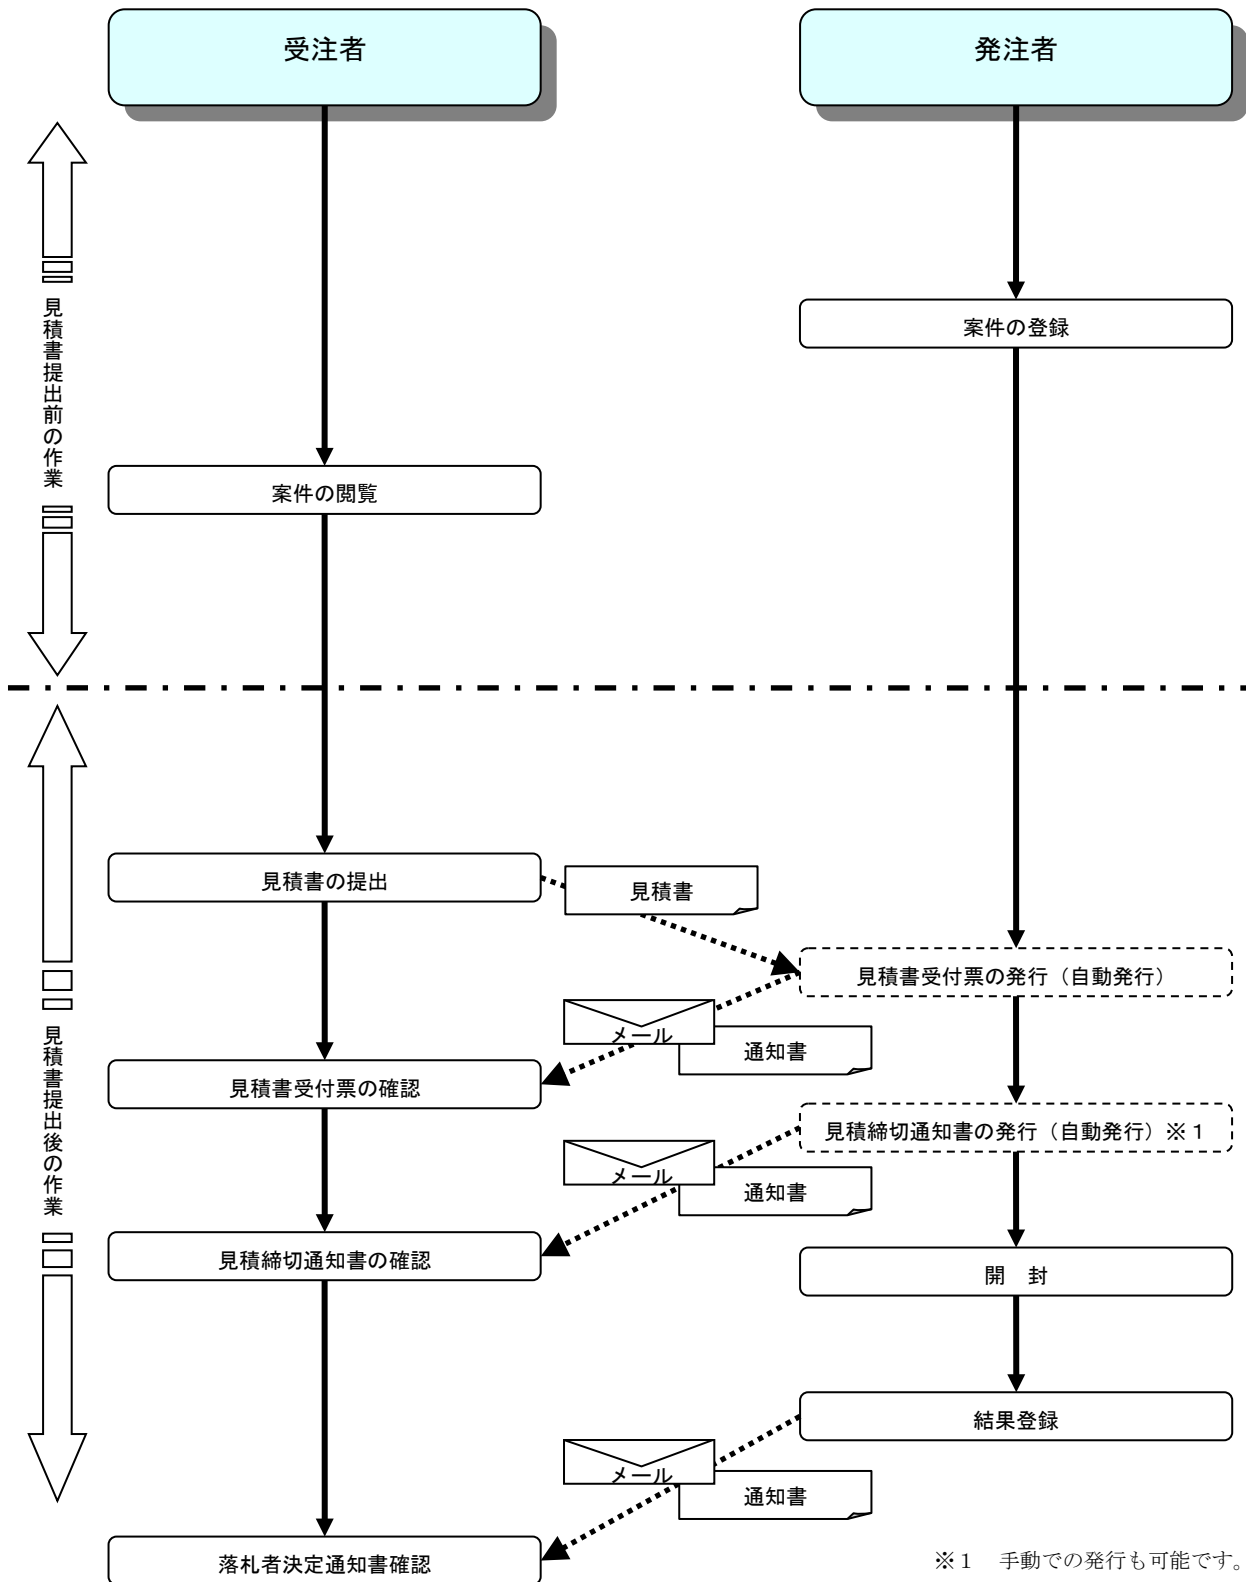 受注者
発注者
見積書提出前の作業
案件の登録
案件の閲覧
見積書提出後の作業
見積書の提出
見積書
見積書受付票の発行（自動発行）
メール
通知書
見積書受付票の確認
見積締切通知書の発行（自動発行）※１
メール
通知書
見積締切通知書の確認
開　封
結果登録
メール
通知書
落札者決定通知書確認
※１　手動での発行も可能です。